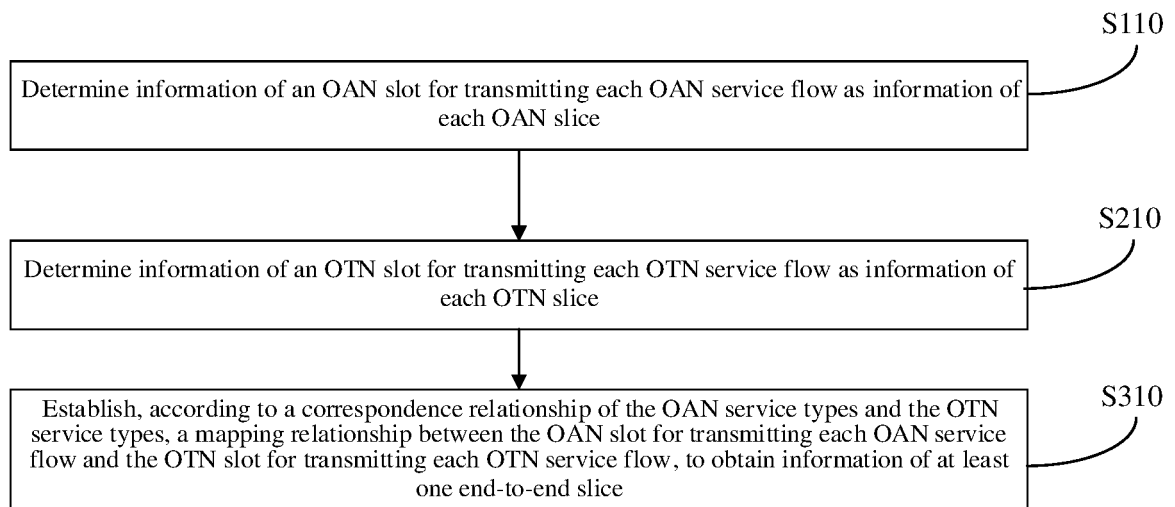 S110
Determine information of an OAN slot for transmitting each OAN service flow as information of
each OAN slice
S210
Determine information of an OTN slot for transmitting each OTN service flow as information of
each OTN slice
S310
Establish, according to a correspondence relationship of the OAN service types and the OTN
service types, a mapping relationship between the OAN slot for transmitting each OAN service
flow and the OTN slot for transmitting each OTN service flow, to obtain information of at least
one end-to-end slice